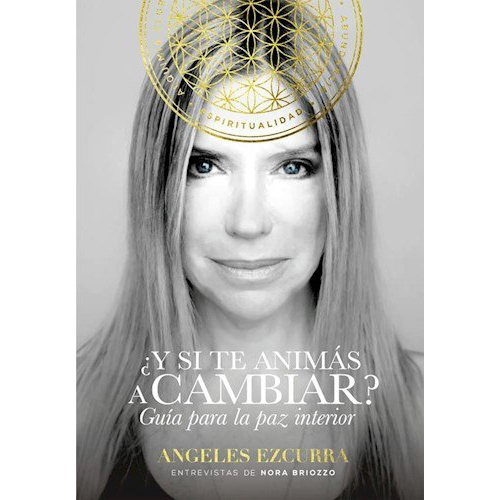 ESPIRITUALIDAD
¿Y SI TE ANIMÁS
A CAMBIAR?
Guía para la paz interior
ANGELES EZCURRA
ENTREVISTAS DE NORA BRIOZZO